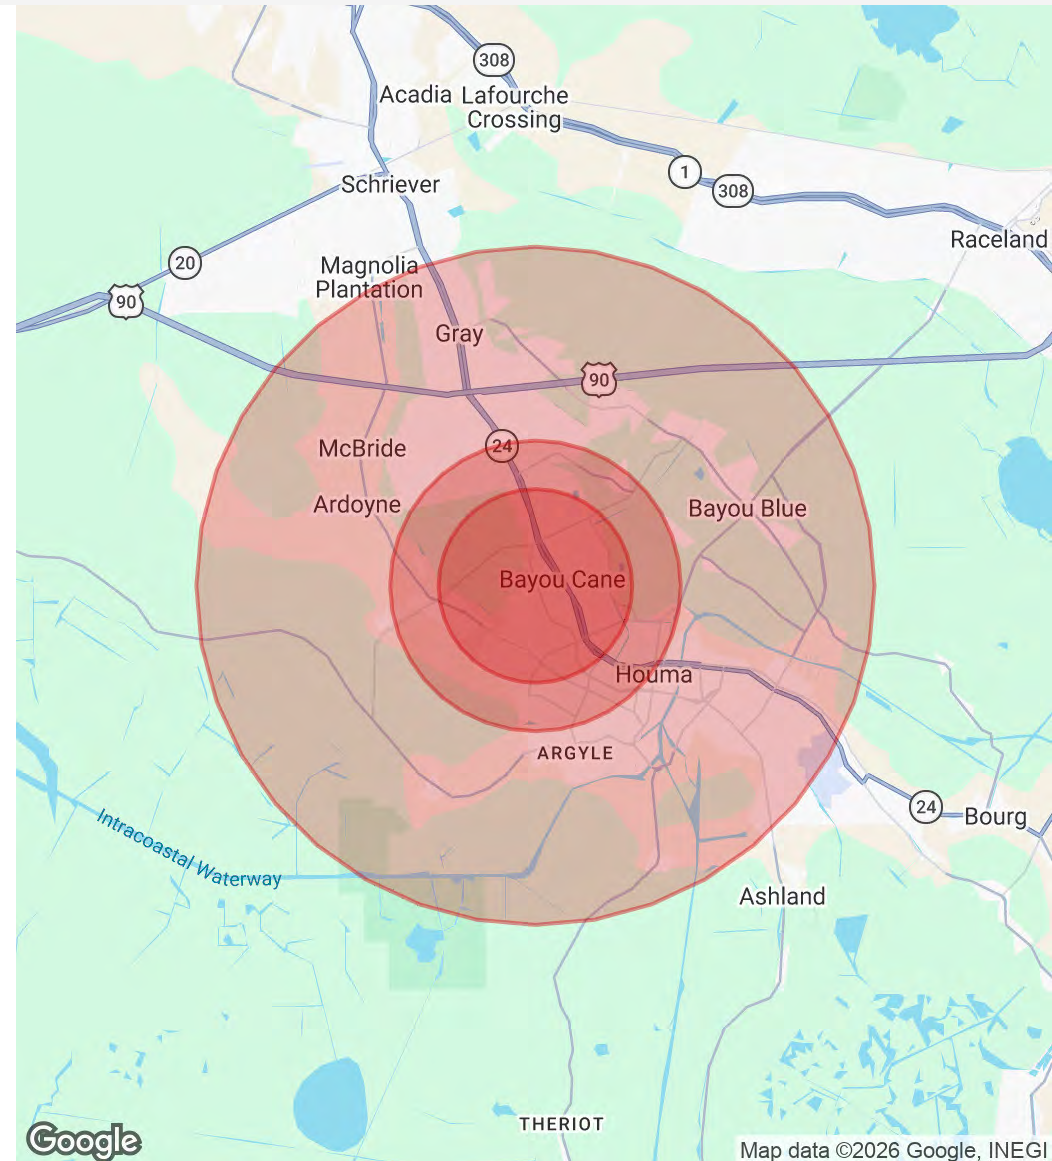 308
Acadia
Lafourche
Crossing
1
308
Schriever
Raceland
20
Magnolia
Plantation
90
Gray
90
McBride
24
Ardoyne
Bayou Blue
Bayou Cane
Houma
ARGYLE
24
Bourg
Intracoastal Waterway
Ashland
THERIOT
Google
Map data ©2026 Google, INEGI